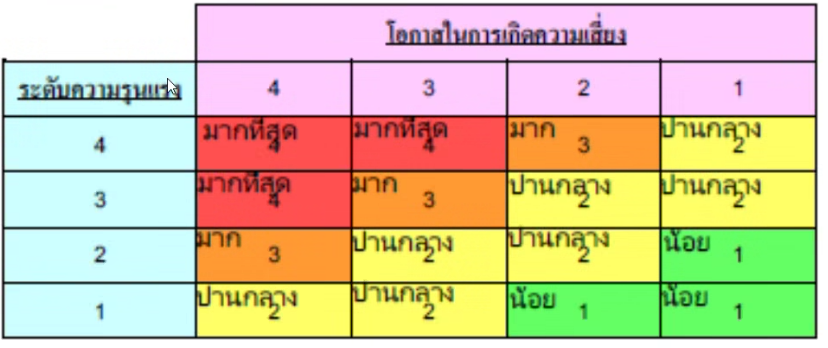 โอกาสในการเกิดความเสี่ยง
ระดับความรุนแรง 4 3 2 1
4 มากที่สุด 4 มากที่สุด 4 มาก 3 ปานกลาง 2
3 มากที่สุด 4 มาก 3 ปานกลาง 2 ปานกลาง 2
2 มาก 3 ปานกลาง 2 ปานกลาง 2 น้อย 1
1 ปานกลาง 2 ปานกลาง 2 น้อย 1 น้อย 1